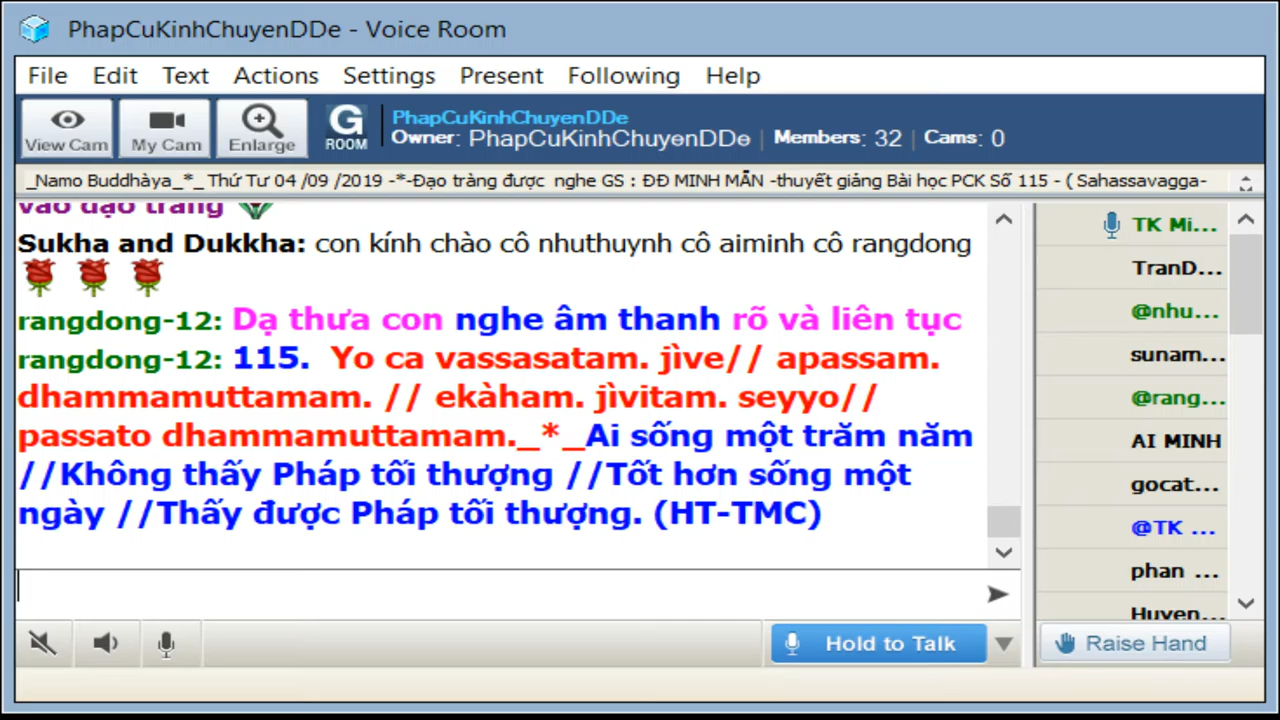 PhapCuKinhChuyenDDe - Voice Room
File Edit Text Actions Settings Present Following Help
View Cam My Cam Enlarge G ROOM
PhapCuKinhChuyenDDe
Owner: PhapCuKinhChuyenDDe | Members: 32 | Cams: 0
_Namo Buddhàya_*_ Thứ Tư 04 /09 /2019 -*-Đạo tràng được nghe GS : ĐĐ MINH MẪN -thuyết giảng Bài học PCK Số 115 - ( Sahassavagga-
vào đạo tràng
Sukha and Dukkha: con kính chào cô nhuthuynh cô aiminh cô rangdong
rangdong-12: Dạ thưa con nghe âm thanh rõ và liên tục
rangdong-12: 115. Yo ca vassasatam. jìve// apassam.
dhammamuttamam. // ekàham. jìvitam. seyyo//
passato dhammamuttamam._*_Ai sống một trăm năm
//Không thấy Pháp tối thượng //Tốt hơn sống một
ngày //Thấy được Pháp tối thượng. (HT-TMC)
TK Mi...
TranD...
@nhu...
sunam...
@rang...
AI MINH
gocat...
@TK ...
phan ...
Huyen...
Hold to Talk
Raise Hand